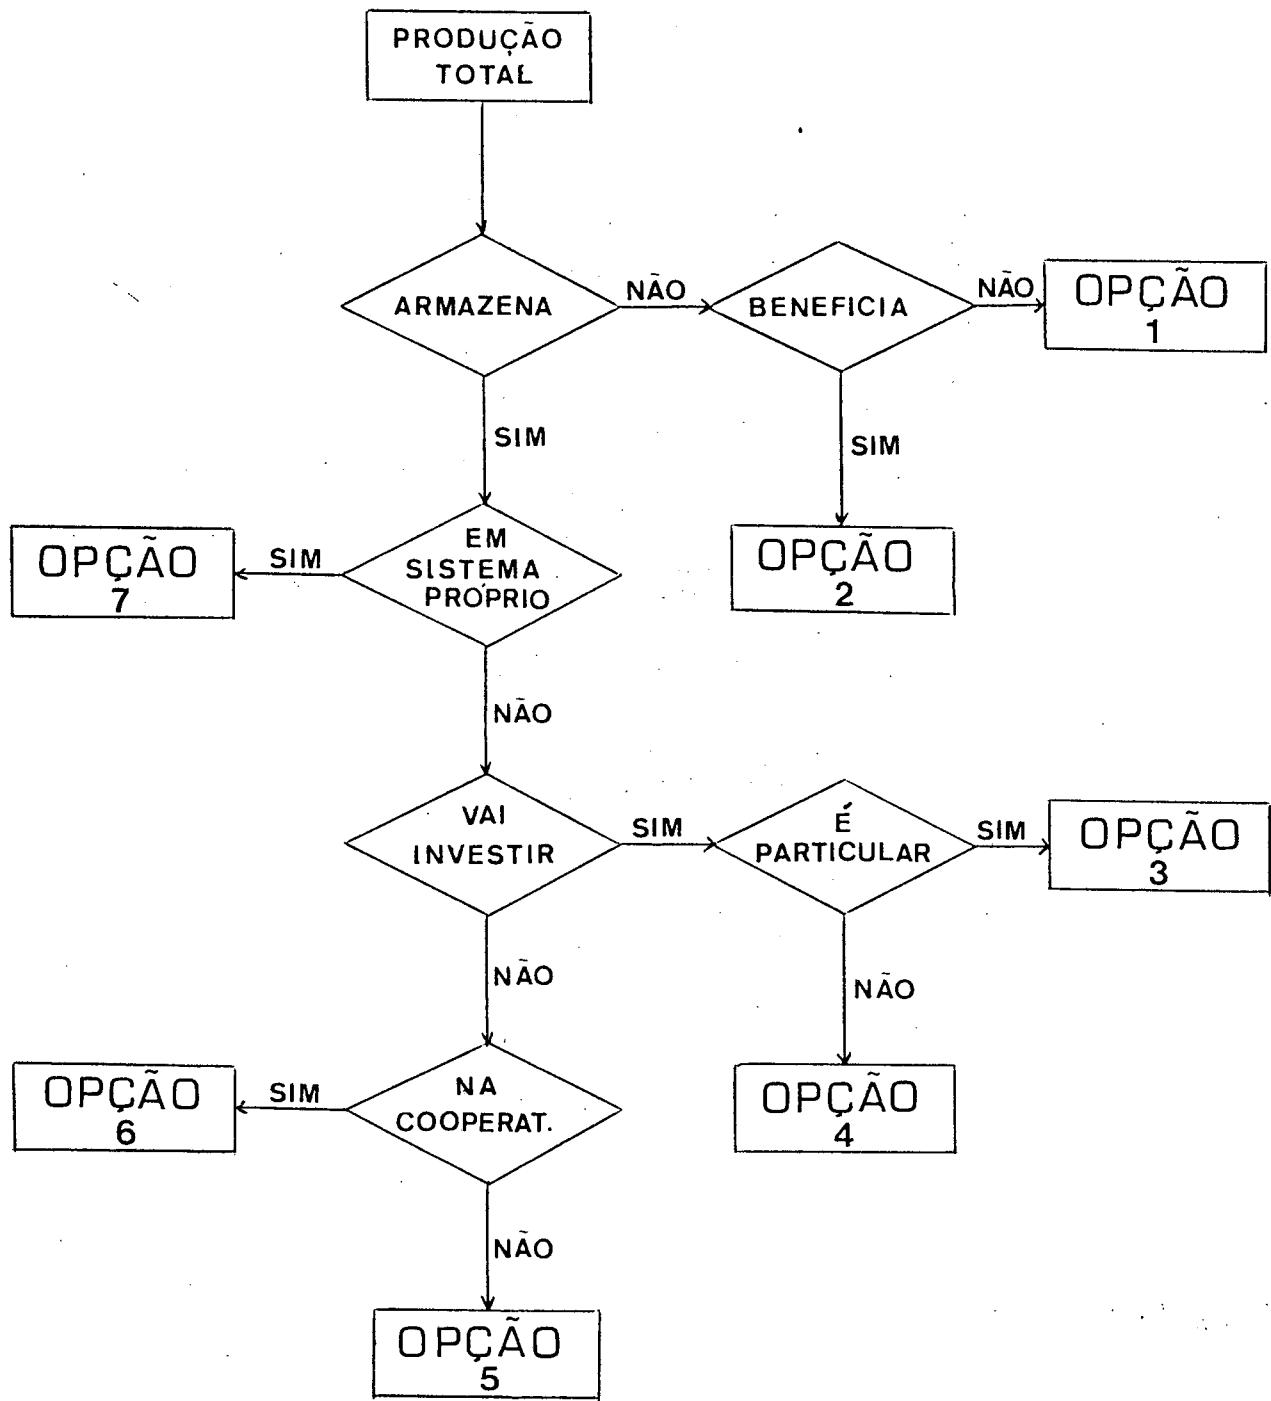 PRODUÇÃO
TOTAL
ARMAZENA
NÃO
BENEFICIA
NÃO
OPÇÃO
1
SIM
SIM
OPÇÃO
7
SIM
EM
SISTEMA
PRÓPRIO
OPÇÃO
2
NÃO
VAI
INVESTIR
SIM
É
PARTICULAR
SIM
OPÇÃO
3
NÃO
NÃO
OPÇÃO
6
SIM
NA
COOPERAT.
OPÇÃO
4
NÃO
OPÇÃO
5